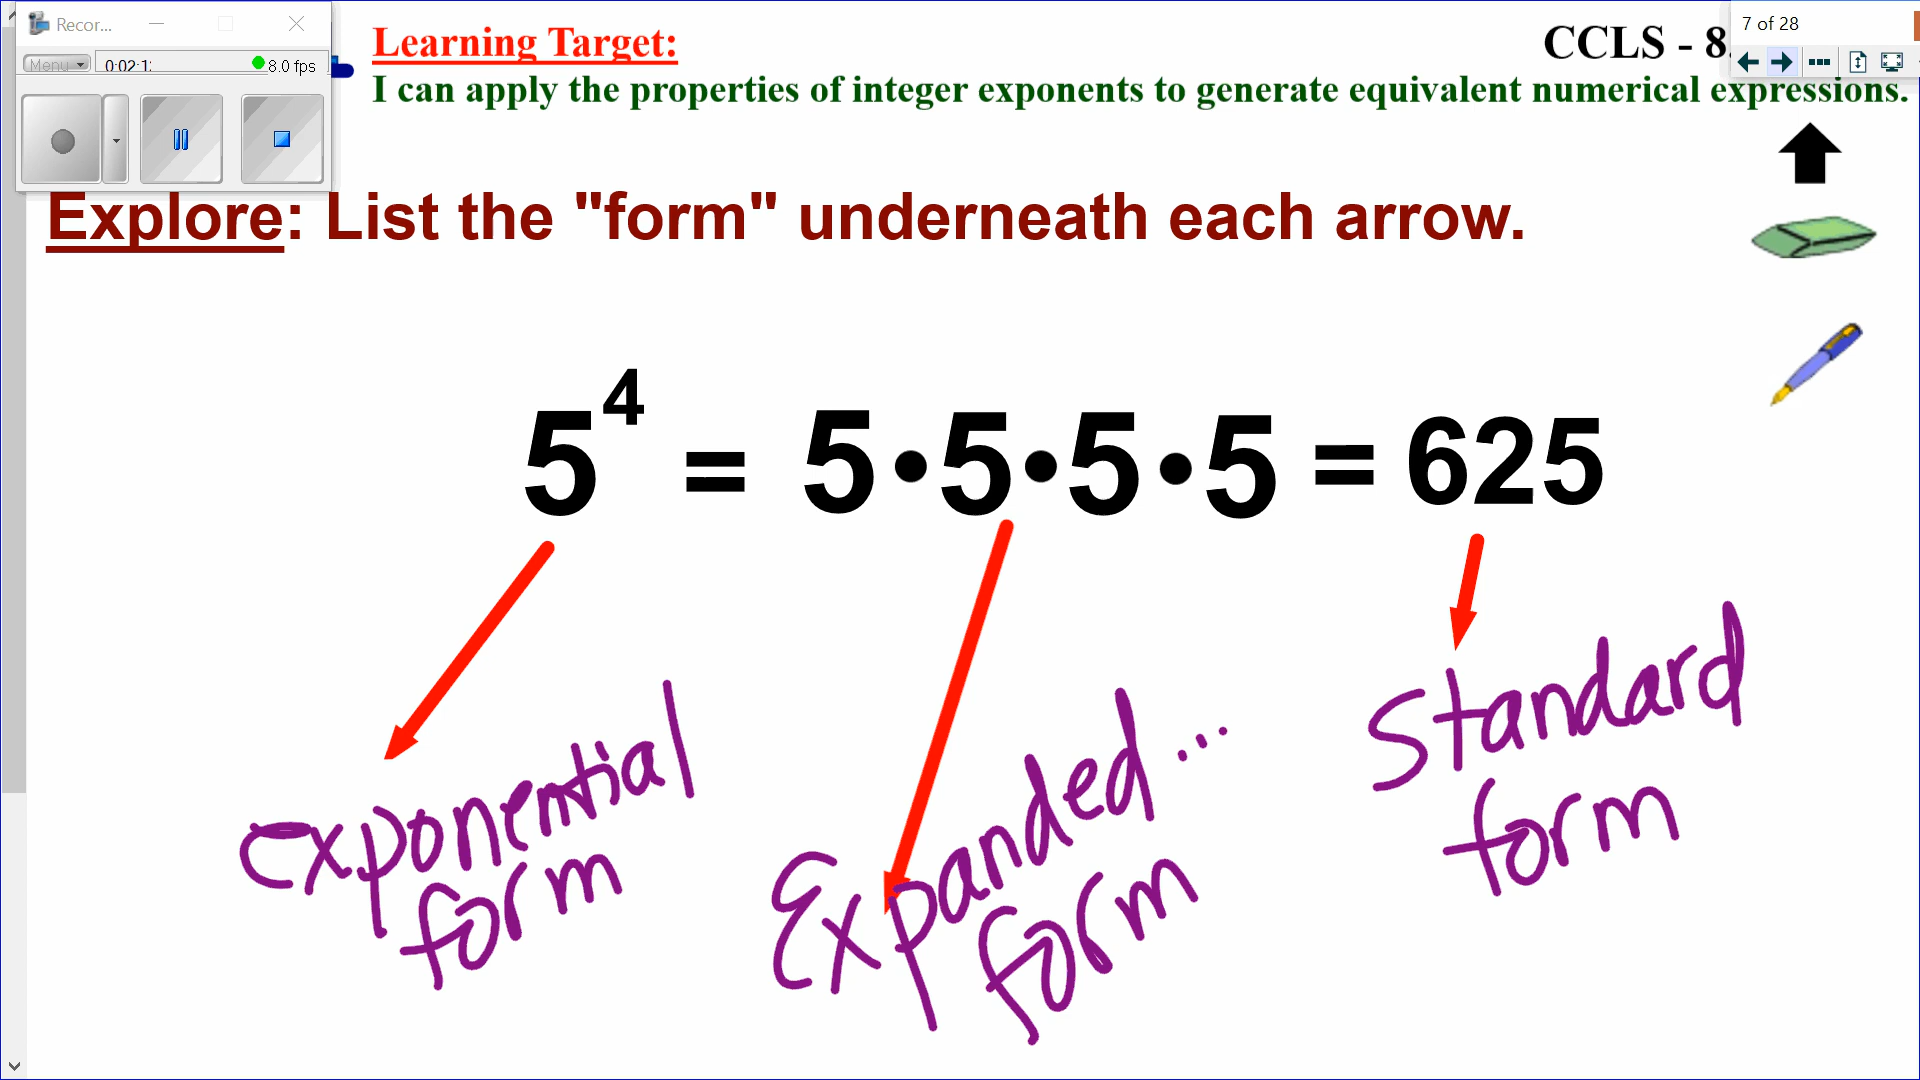 Recor...
Menu
0:02:1
8.0 fps
Learning Target:
CCLS - 8.
7 of 28
I can apply the properties of integer exponents to generate equivalent numerical expressions.
Explore: List the "form" underneath each arrow.
5⁴ = 5•5•5•5 = 625
exponential
form
Expanded...
form
Standard
form